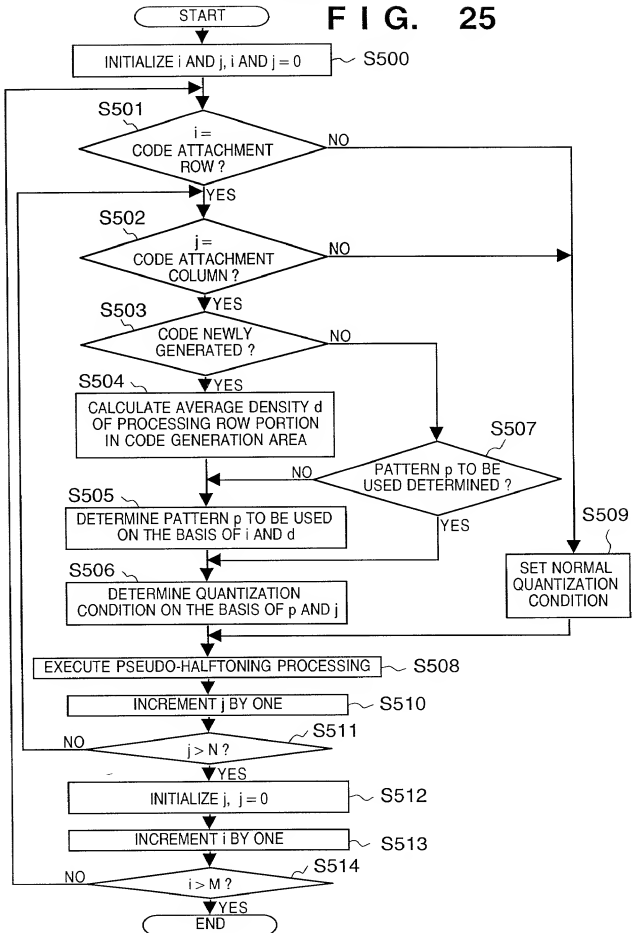 START
FIG. 25
INITIALIZE i AND j, i AND j = 0
S500
S501
i =
CODE ATTACHMENT
ROW ?
NO
YES
S502
j =
CODE ATTACHMENT
COLUMN ?
NO
YES
S503
CODE NEWLY
GENERATED ?
NO
YES
S504
CALCULATE AVERAGE DENSITY d
OF PROCESSING ROW PORTION
IN CODE GENERATION AREA
S507
PATTERN p TO BE
USED DETERMINED ?
NO
YES
S505
DETERMINE PATTERN p TO BE USED
ON THE BASIS OF i AND d
S509
SET NORMAL
QUANTIZATION
CONDITION
S506
DETERMINE QUANTIZATION
CONDITION ON THE BASIS OF p AND j
EXECUTE PSEUDO-HALFTONING PROCESSING
S508
INCREMENT j BY ONE
S510
S511
j > N ?
NO
YES
INITIALIZE j, j = 0
S512
INCREMENT i BY ONE
S513
S514
i > M ?
NO
YES
END